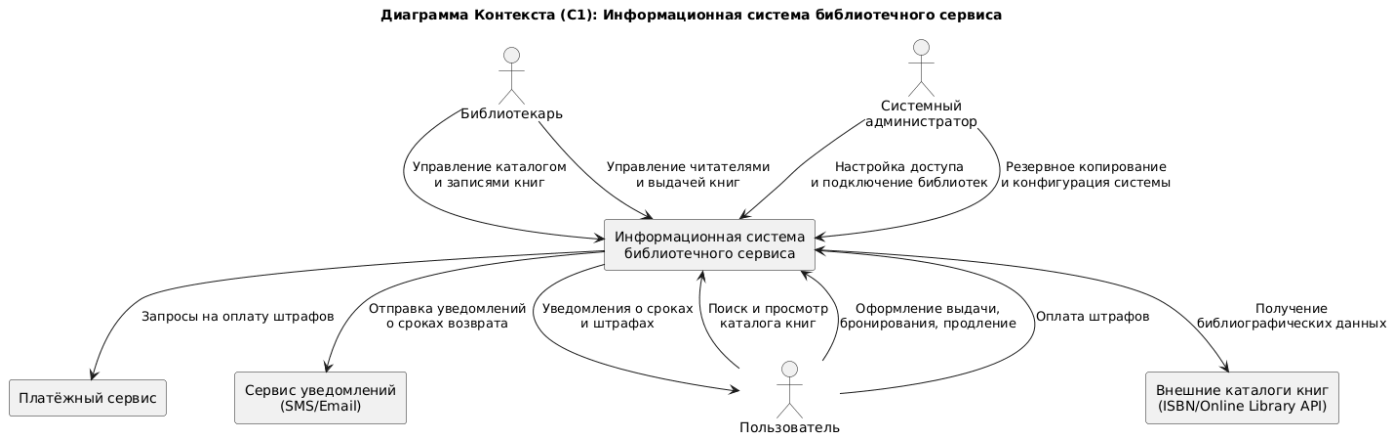 Диаграмма Контекста (C1): Информационная система библиотечного сервиса
Библиотекарь
Системный
администратор
Управление каталогом
и записями книг
Управление читателями
и выдачей книг
Настройка доступа
и подключение библиотек
Резервное копирование
и конфигурация системы
Информационная система
библиотечного сервиса
Запросы на оплату штрафов
Отправка уведомлений
о сроках возврата
Уведомления о сроках
и штрафах
Поиск и просмотр
каталога книг
Оформление выдачи,
бронирования, продление
Оплата штрафов
Получение
библиографических данных
Платёжный сервис
Сервис уведомлений
(SMS/Email)
Пользователь
Внешние каталоги книг
(ISBN/Online Library API)